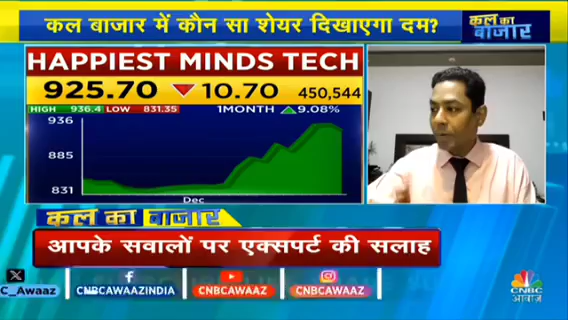 कल बाजार में कौन सा शेयर दिखाएगा दम?
कल का
बाजार
HAPPIEST MINDS TECH
925.70 10.70 450,544
HIGH 936.4 LOW 831.35 1MONTH 9.08%
936
885
831
Dec
कल का बाजार
आपके सवालों पर एक्सपर्ट की सलाह
C_Awaaz CNBCAWAAZINDIA CNBCAWAAZ CNBCAWAAZ
CNBC
आवाज़